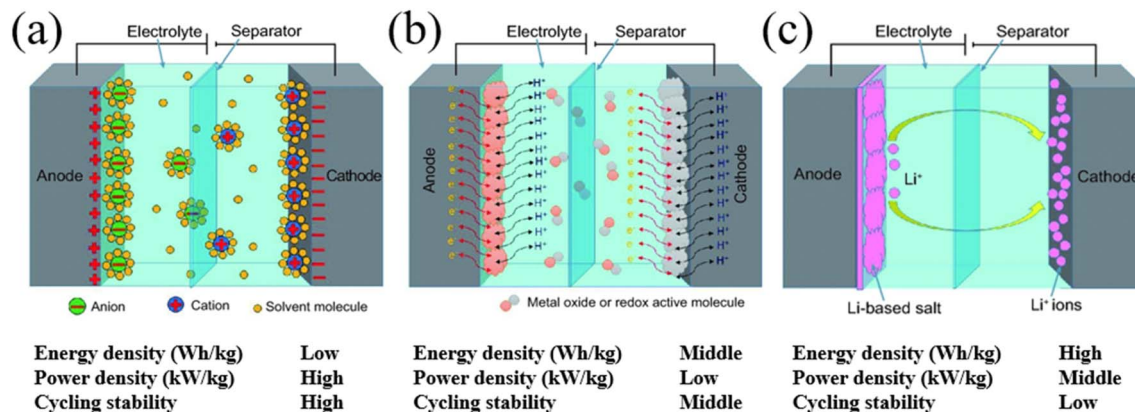 (a)
Electrolyte
Separator
Anode
Cathode
Anion
Cation
Solvent molecule
Energy density (Wh/kg) Low
Power density (kW/kg) High
Cycling stability High
(b)
Electrolyte
Separator
Anode
Cathode
e e e e e e e e e e e
H⁺ H⁺ H⁺ H⁺ H⁺ H⁺ H⁺ H⁺ H⁺ H⁺
e e e e e e e e e e e
H⁺ H⁺ H⁺ H⁺ H⁺ H⁺ H⁺ H⁺ H⁺ H⁺
Metal oxide or redox active molecule
Energy density (Wh/kg) Middle
Power density (kW/kg) Low
Cycling stability Middle
(c)
Electrolyte
Separator
Anode
Li⁺
Cathode
Li-based salt
Li⁺ ions
Energy density (Wh/kg) High
Power density (kW/kg) Middle
Cycling stability Low